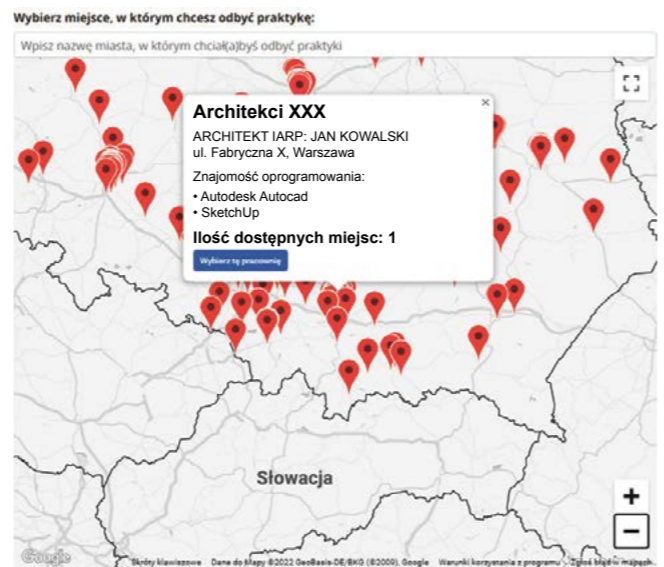 Wybierz miejsce, w którym chcesz odbyć praktykę:
Wpisz nazwę miasta, w którym chciał(a)byś odbyć praktyki
Architekci XXX
ARCHITEKT IARP: JAN KOWALSKI
ul. Fabryczna X, Warszawa
Znajomość oprogramowania:
• Autodesk Autocad
• SketchUp
Ilość dostępnych miejsc: 1
Wybierz tę pracownię
Słowacja
+
−
Google
Skróty klawiszowe Dane do Mapy ©2022 GeoBasis-DE/BKG (©2009), Google Warunki korzystania z programu Zgłoś błąd w mapach